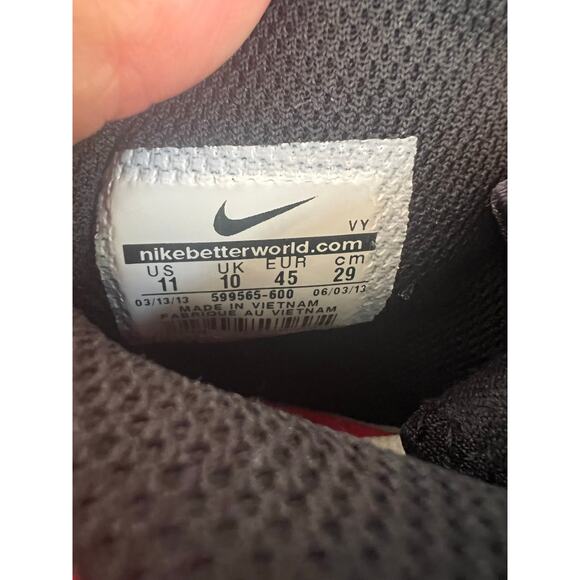 VY
nikebetterworld.com
US UK EUR cm
11 10 45 29
03/13/13 599565-600 06/03/13
MADE IN VIETNAM
FABRIQUE AU VIETNAM